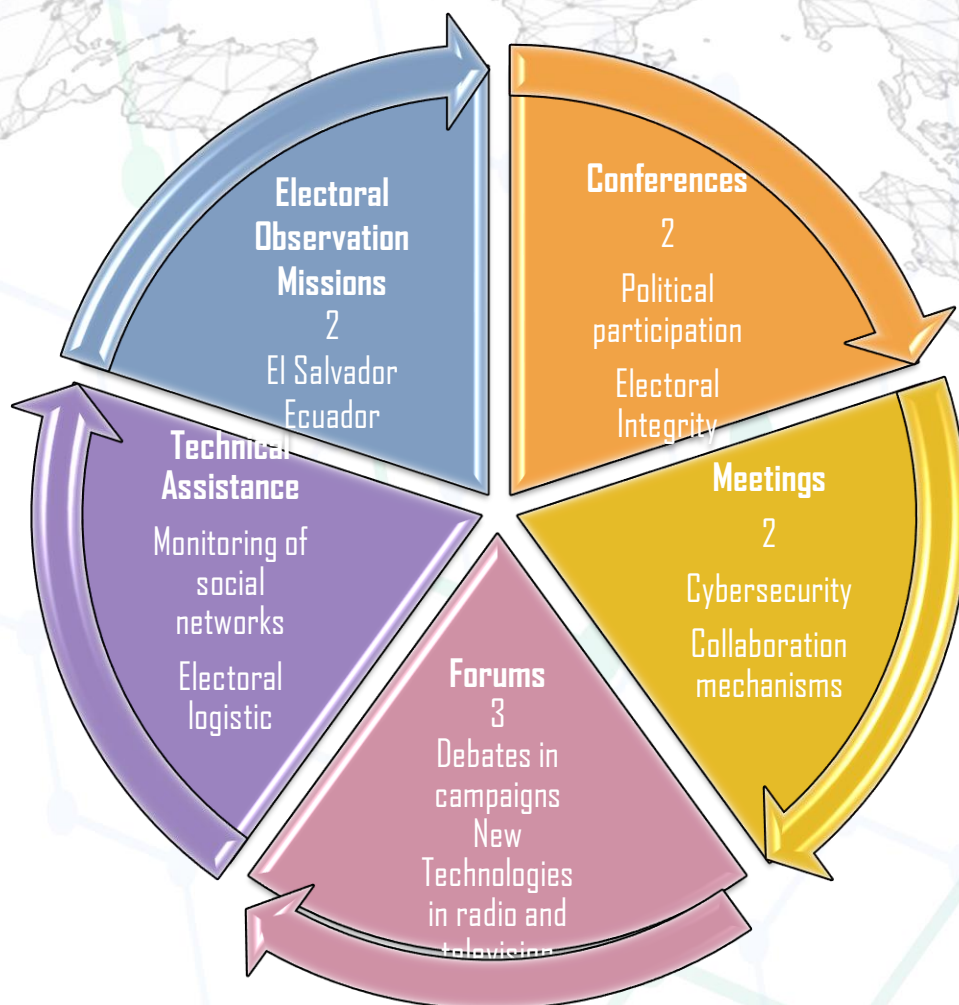 Electoral
Observation
Missions
2
El Salvador
Ecuador
Conferences
2
Political
participation
Electoral
Integrity
Meetings
2
Cybersecurity
Collaboration
mechanisms
Forums
3
Debates in
campaigns
New
Technologies
in radio and
television
Technical
Assistance
Monitoring of
social
networks
Electoral
logistic